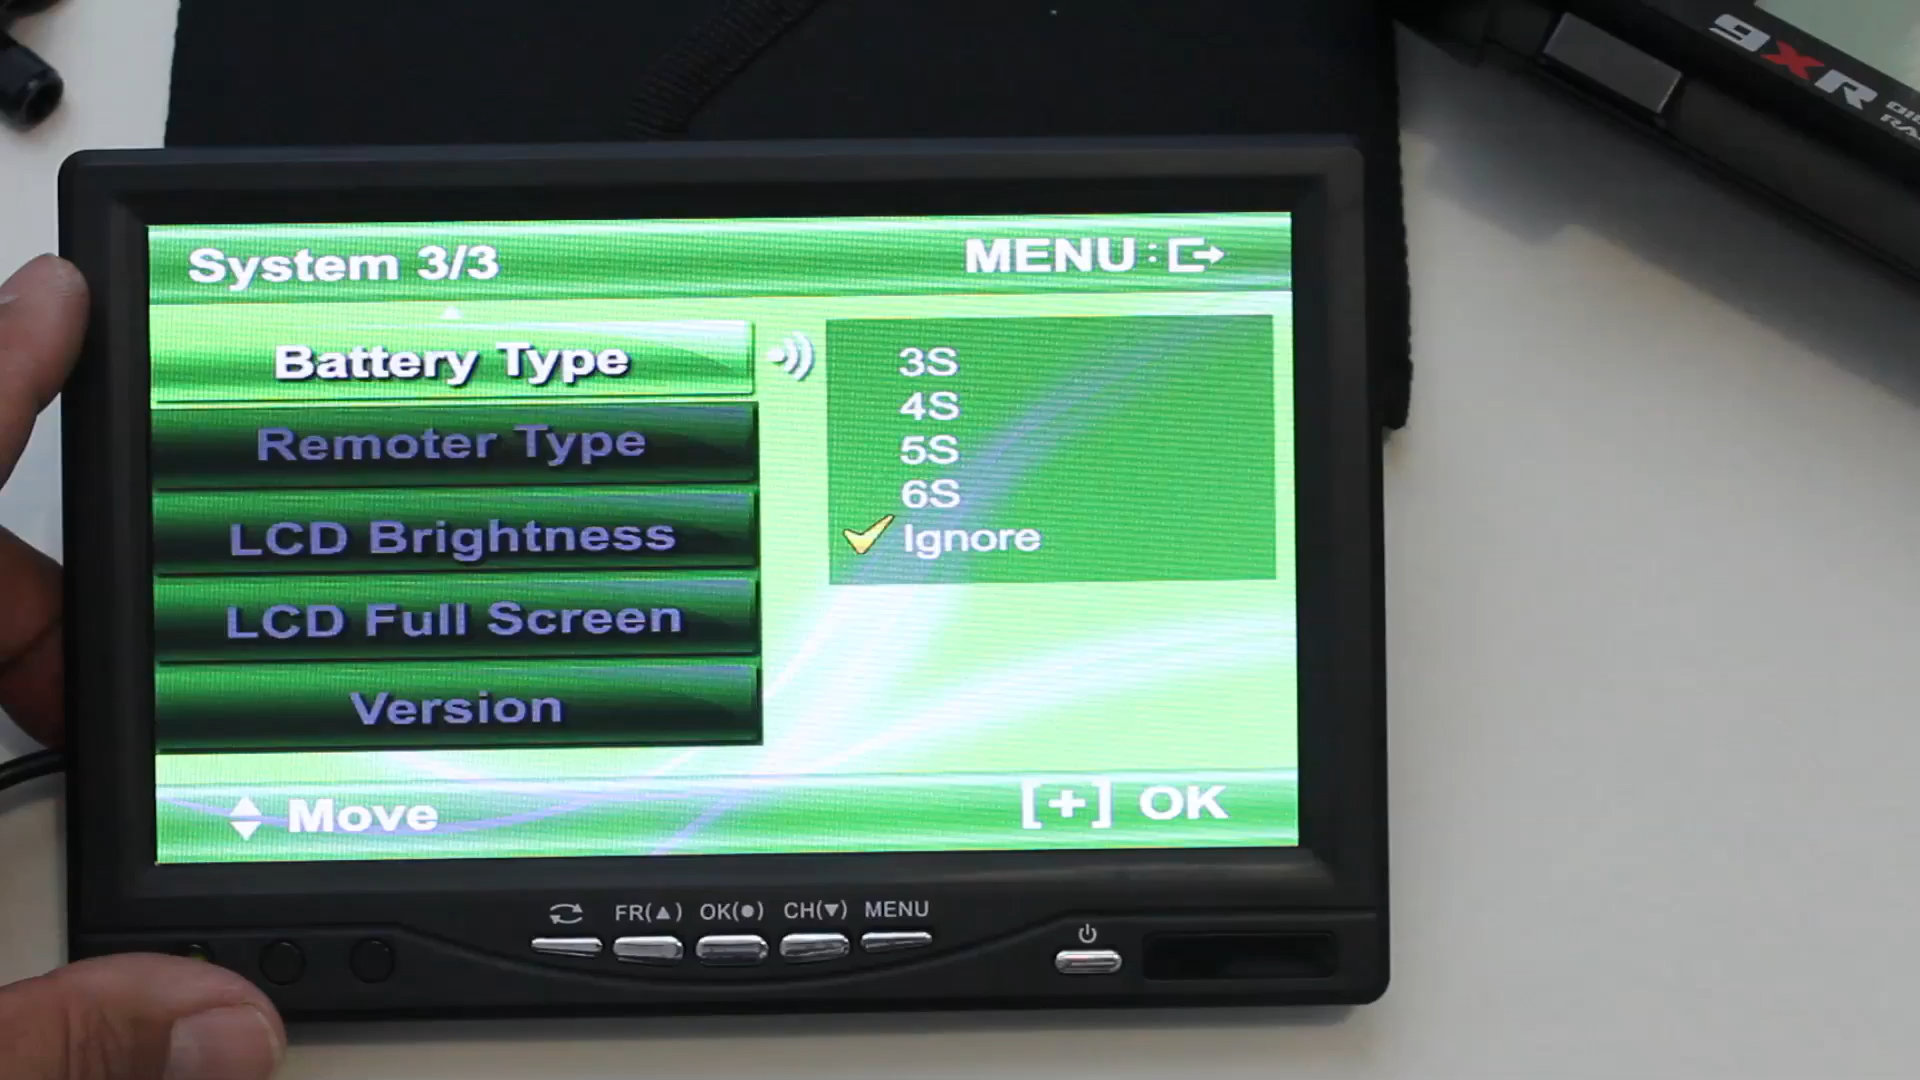 9XR
System 3/3
MENU:
Battery Type
Remoter Type
LCD Brightness
LCD Full Screen
Version
3S
4S
5S
6S
Ignore
Move
[+] OK
FR(▲) OK(●) CH(▼) MENU